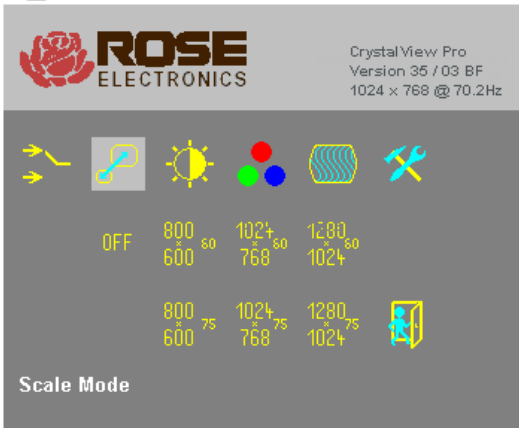 ROSE
ELECTRONICS
CrystalView Pro
Version 35 / 03 BF
1024 x 768 @ 70.2Hz
OFF
800 x 600 60
1024 x 768 60
1280 x 1024 60
800 x 600 75
1024 x 768 75
1280 x 1024 75
Scale Mode